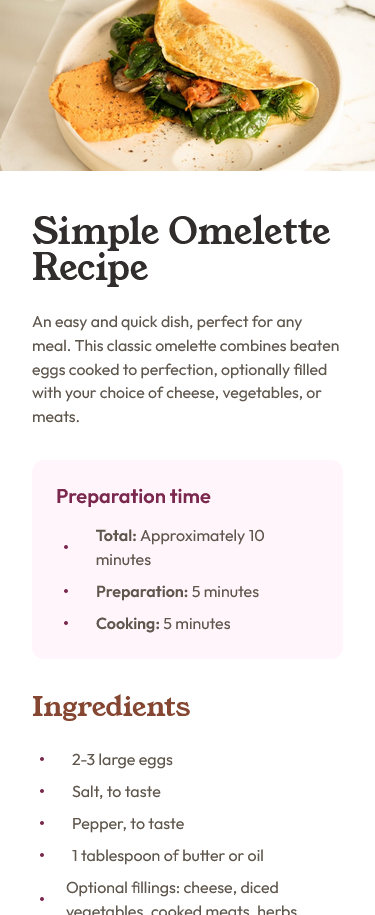 Simple Omelette
Recipe
An easy and quick dish, perfect for any
meal. This classic omelette combines beaten
eggs cooked to perfection, optionally filled
with your choice of cheese, vegetables, or
meats.
Preparation time
• Total: Approximately 10
minutes
• Preparation: 5 minutes
• Cooking: 5 minutes
Ingredients
• 2-3 large eggs
• Salt, to taste
• Pepper, to taste
• 1 tablespoon of butter or oil
• Optional fillings: cheese, diced
vegetables, cooked meats, herbs